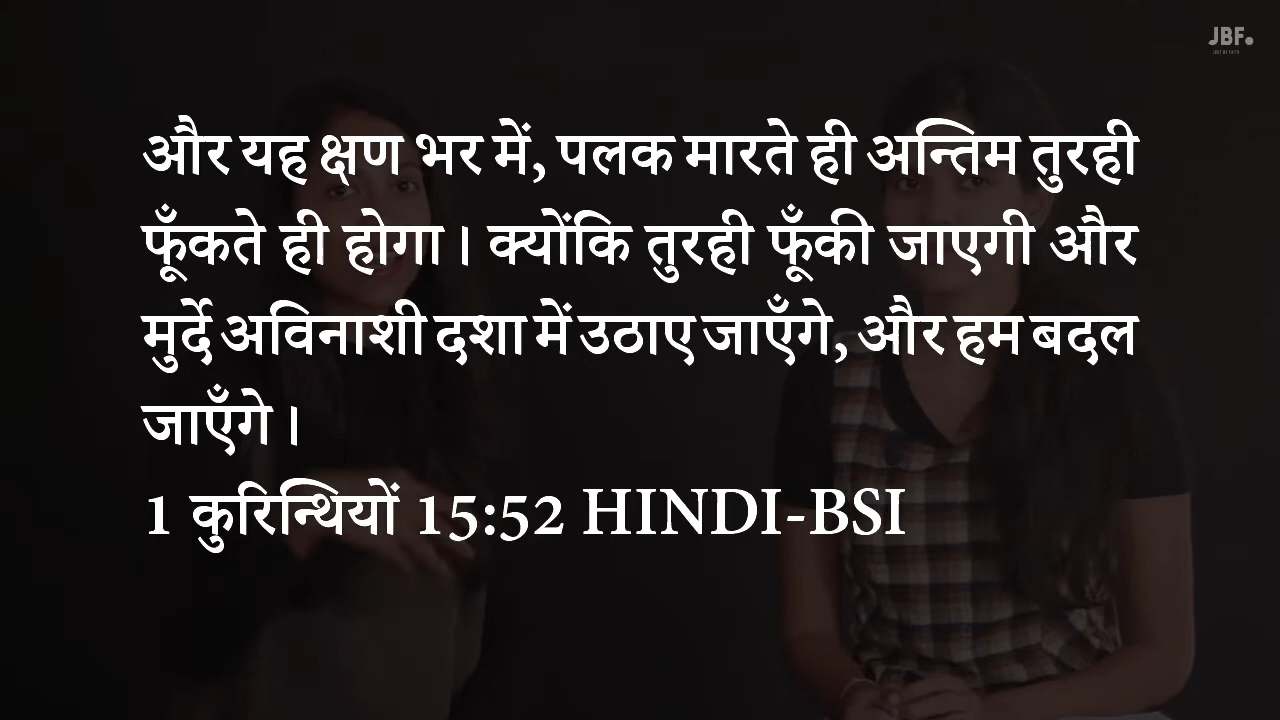 JBF.
और यह क्षण भर में, पलक मारते ही अन्तिम तुरही
फूँकते ही होगा। क्योंकि तुरही फूँकी जाएगी और
मुर्दे अविनाशी दशा में उठाए जाएँगे, और हम बदल
जाएँगे।
1 कुरिन्थियों 15:52 HINDI-BSI